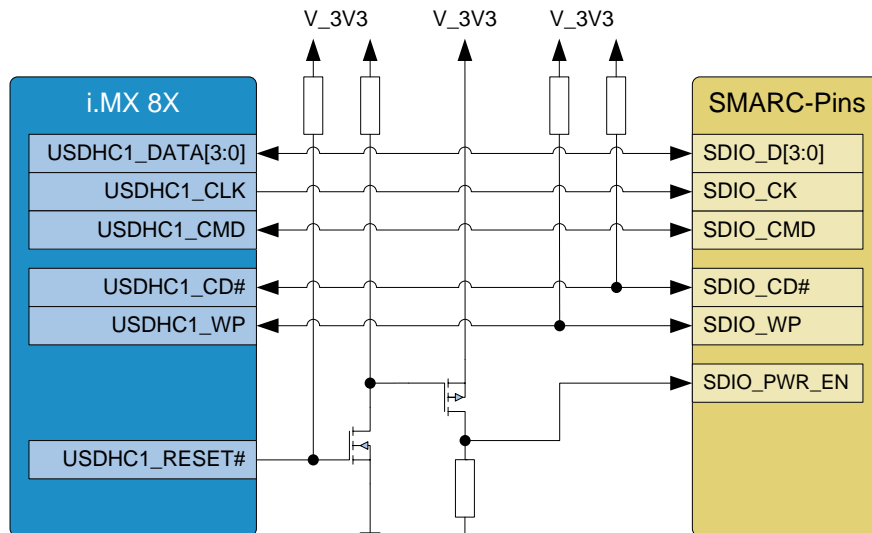 V_3V3 V_3V3 V_3V3
i.MX 8X
SMARC-Pins
USDHC1_DATA[3:0]
SDIO_D[3:0]
USDHC1_CLK
SDIO_CK
USDHC1_CMD
SDIO_CMD
USDHC1_CD#
SDIO_CD#
USDHC1_WP
SDIO_WP
SDIO_PWR_EN
USDHC1_RESET#